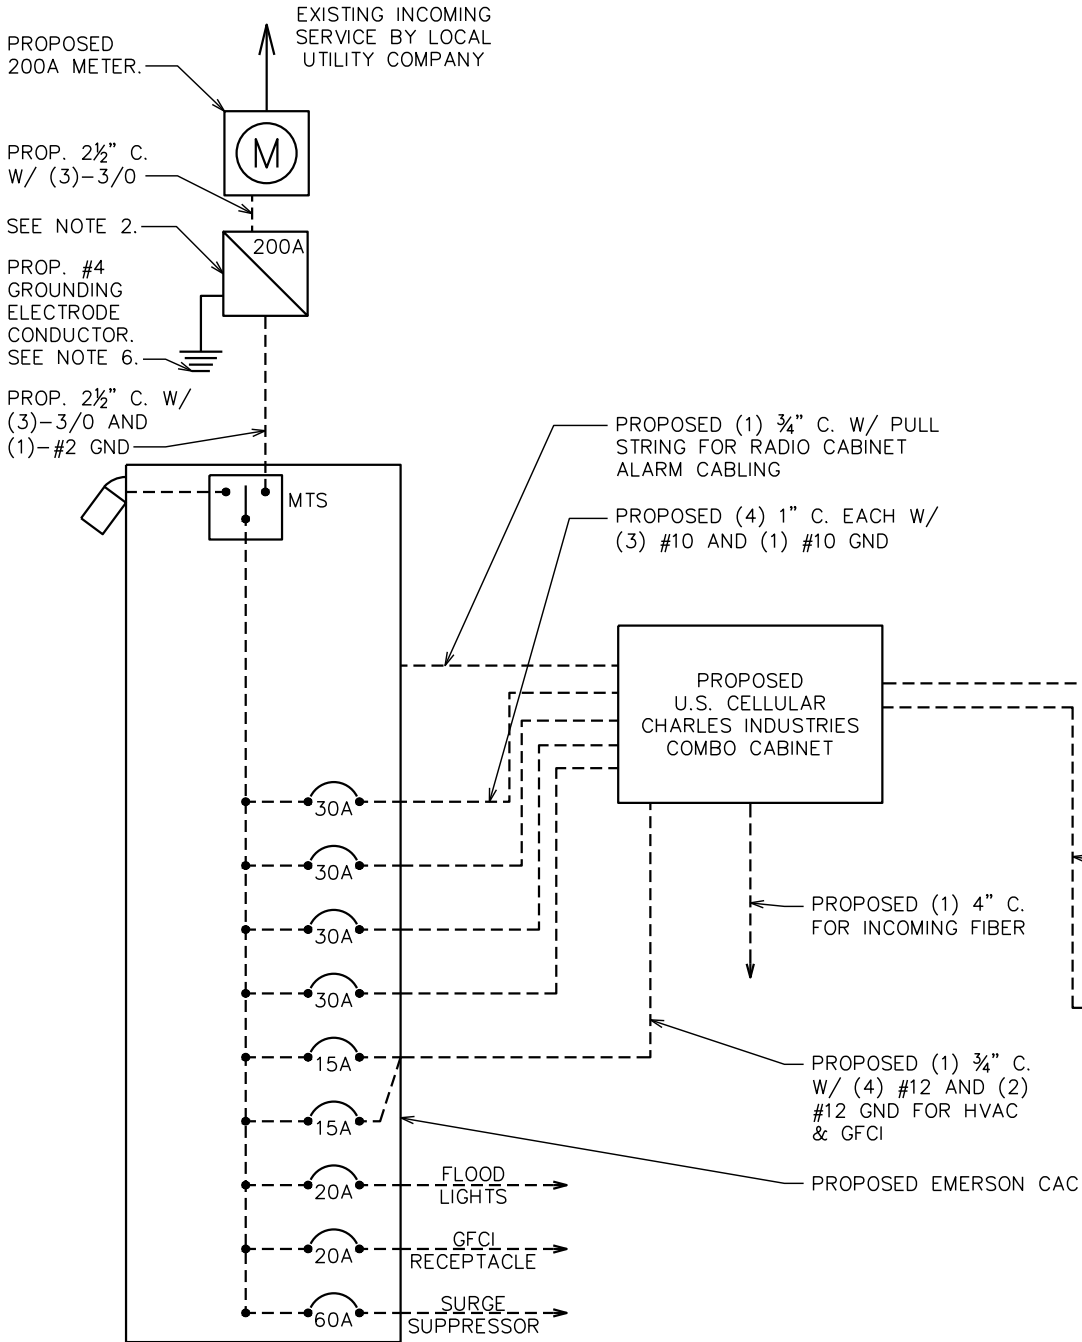 EXISTING INCOMING
SERVICE BY LOCAL
UTILITY COMPANY
PROPOSED
200A METER.
M
PROP. 2½" C.
W/ (3)-3/0
SEE NOTE 2.
200A
PROP. #4
GROUNDING
ELECTRODE
CONDUCTOR.
SEE NOTE 6.
PROP. 2½" C. W/
(3)-3/0 AND
(1)-#2 GND
MTS
PROPOSED (1) ¾" C. W/ PULL
STRING FOR RADIO CABINET
ALARM CABLING
PROPOSED (4) 1" C. EACH W/
(3) #10 AND (1) #10 GND
PROPOSED
U.S. CELLULAR
CHARLES INDUSTRIES
COMBO CABINET
30A
30A
30A
30A
15A
15A
20A
20A
60A
PROPOSED (1) 4" C.
FOR INCOMING FIBER
PROPOSED (1) ¾" C.
W/ (4) #12 AND (2)
#12 GND FOR HVAC
& GFCI
PROPOSED EMERSON CAC
FLOOD
LIGHTS
GFCI
RECEPTACLE
SURGE
SUPPRESSOR